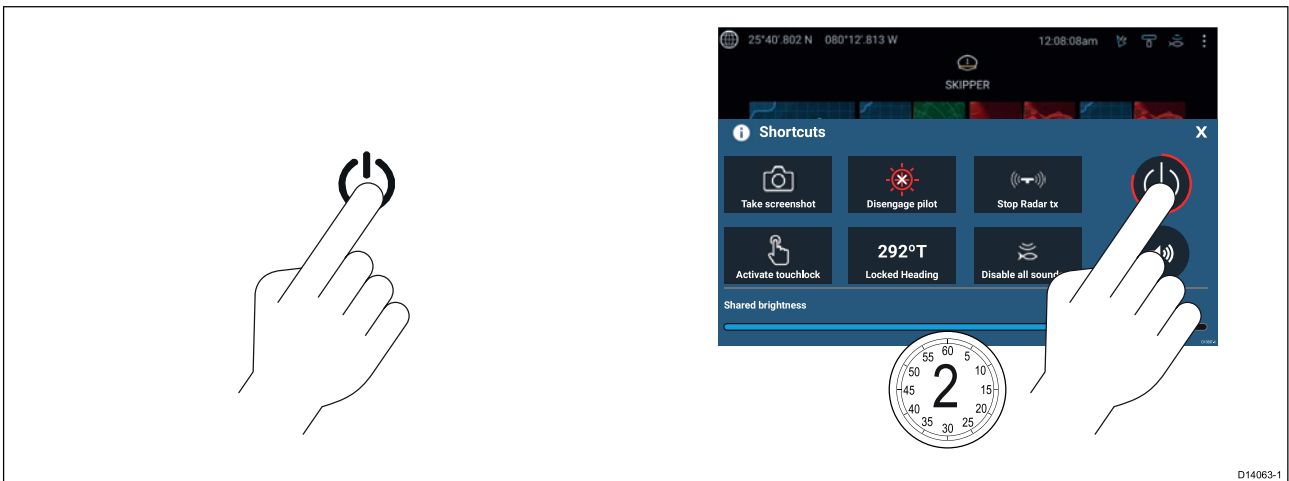 25°40'.802 N 080°12'.813 W 12:08:08am
SKIPPER
Shortcuts X
Take screenshot Disengage pilot Stop Radar tx
292°T
Activate touchlock Locked Heading Disable all
Shared brightness
60
55 5
50 10
2
45 15
40 20
35 25
30
D14063-1